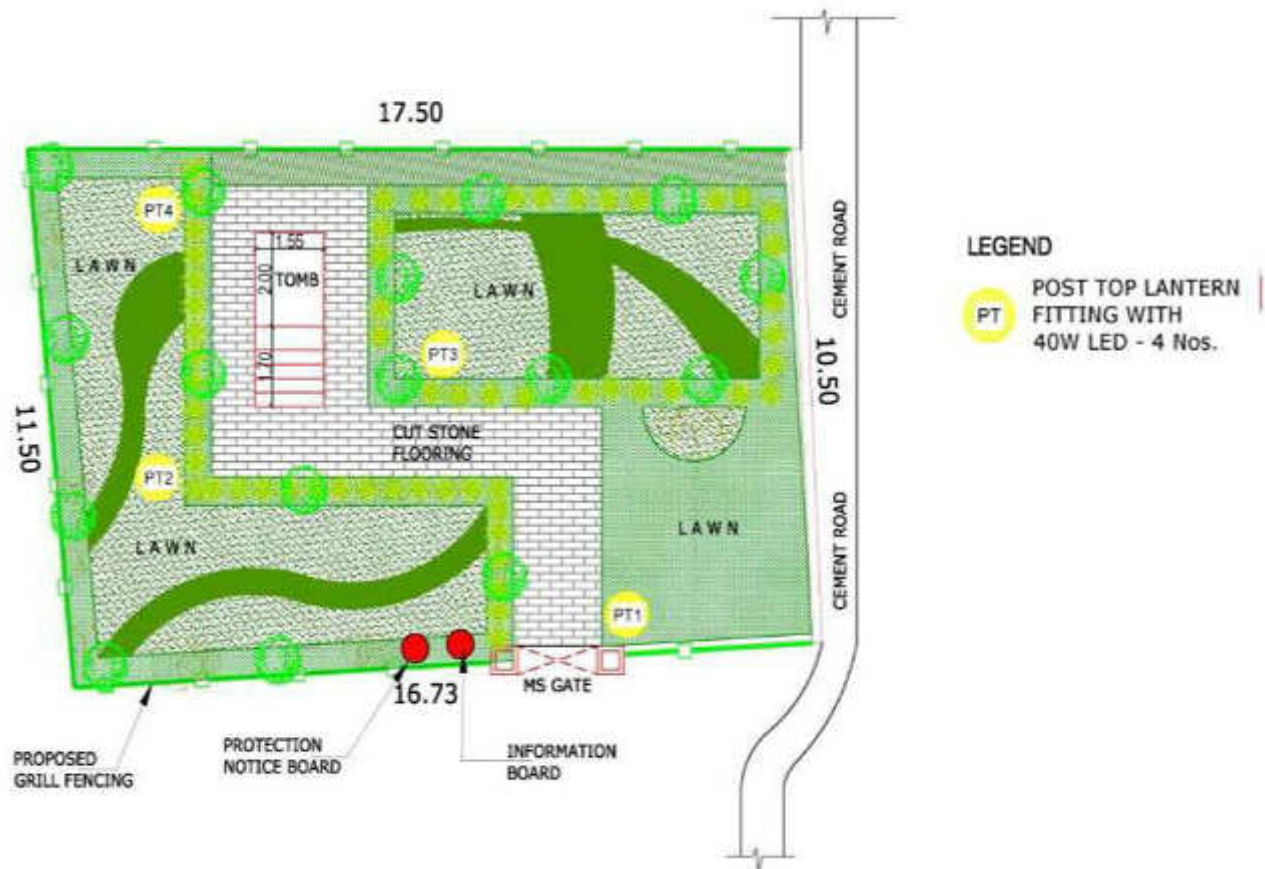 17.50
PT4
LAWN
1.55
2.00
TOMB
1.70
LAWN
PT3
CEMENT ROAD
10.50
LEGEND
PT
POST TOP LANTERN
FITTING WITH
40W LED - 4 Nos.
11.50
PT2
LAWN
CUT STONE
FLOORING
LAWN
CEMENT ROAD
PT1
16.73
MS GATE
PROPOSED
GRILL FENCING
PROTECTION
NOTICE BOARD
INFORMATION
BOARD